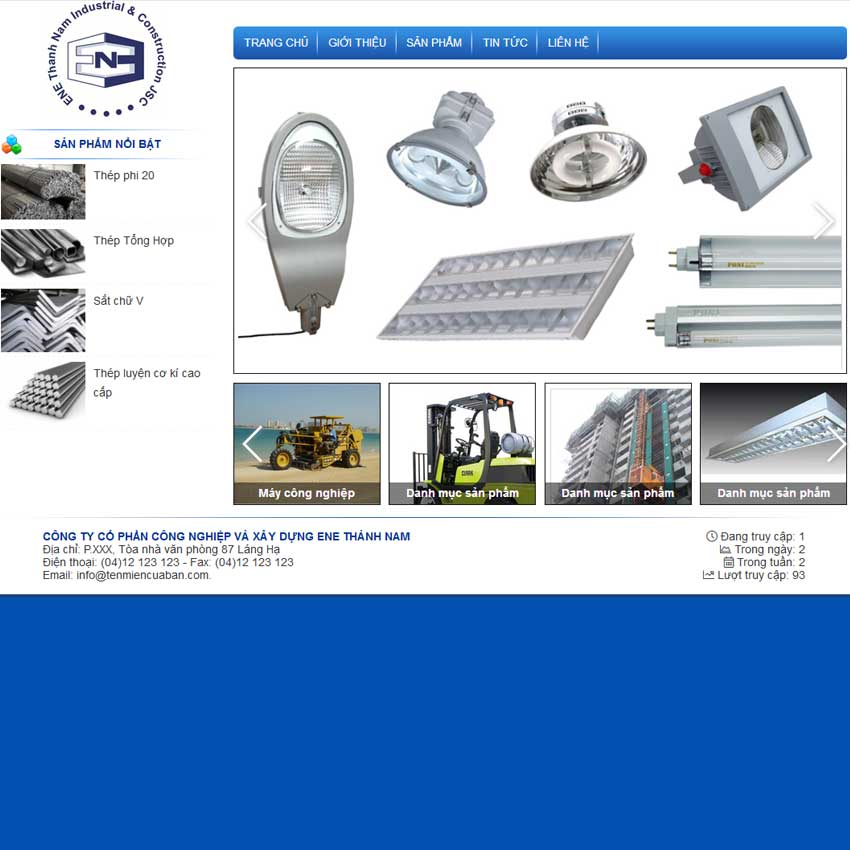 ENE Thanh Nam Industrial & Construction JSC
ENE
TRANG CHỦ
GIỚI THIỆU
SẢN PHẨM
TIN TỨC
LIÊN HỆ
SẢN PHẨM NỔI BẬT
Thép phi 20
Thép Tổng Hợp
Sắt chữ V
Thép luyện cơ kí cao
cấp
CLARK
Máy công nghiệp
Danh mục sản phẩm
Danh mục sản phẩm
Danh mục sản phẩm
CÔNG TY CỔ PHẦN CÔNG NGHIỆP VÀ XÂY DỰNG ENE THÀNH NAM
Địa chỉ: P.XXX, Tòa nhà văn phòng 87 Láng Hạ
Điện thoại: (04)12 123 123 - Fax: (04)12 123 123
Email: info@tenmiencuaban.com.
Đang truy cập: 1
Trong ngày: 2
Trong tuần: 2
Lượt truy cập: 93